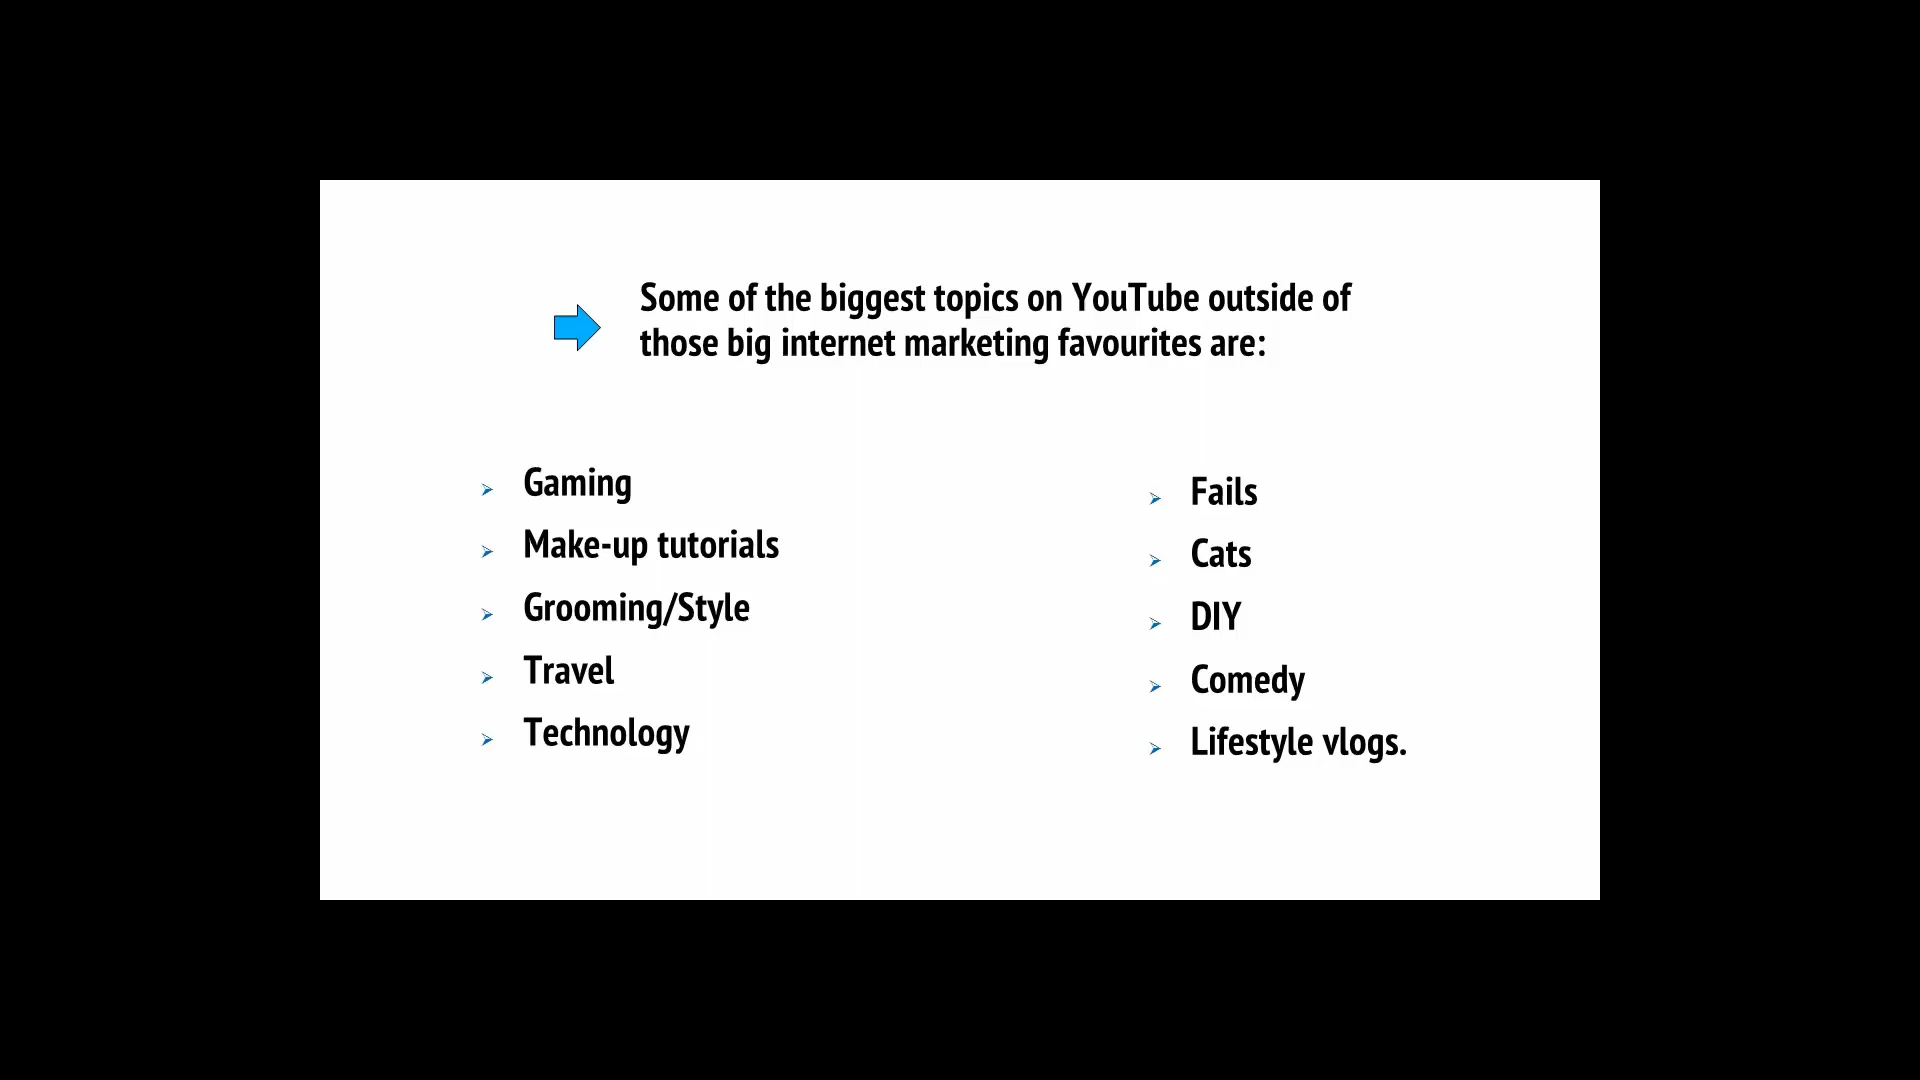 Some of the biggest topics on YouTube outside of
those big internet marketing favourites are:
Gaming
Make-up tutorials
Grooming/Style
Travel
Technology
Fails
Cats
DIY
Comedy
Lifestyle vlogs.